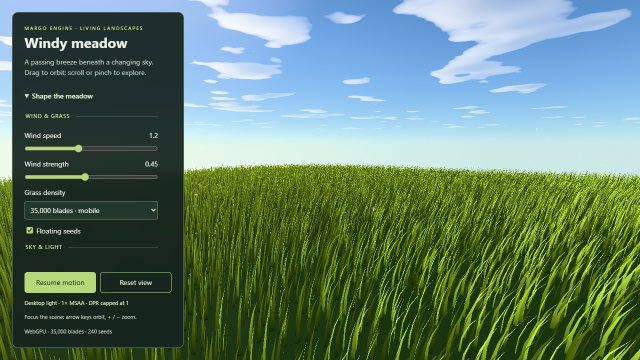 MARGO ENGINE · LIVING LANDSCAPES
Windy meadow
A passing breeze beneath a changing sky.
Drag to orbit; scroll or pinch to explore.
▼ Shape the meadow
WIND & GRASS
Wind speed 1.2
Wind strength 0.45
Grass density
35,000 blades · mobile
Floating seeds
SKY & LIGHT
Resume motion Reset view
Desktop light · 1× MSAA · DPR capped at 1
Focus the scene: arrow keys orbit, + / − zoom.
WebGPU · 35,000 blades · 240 seeds